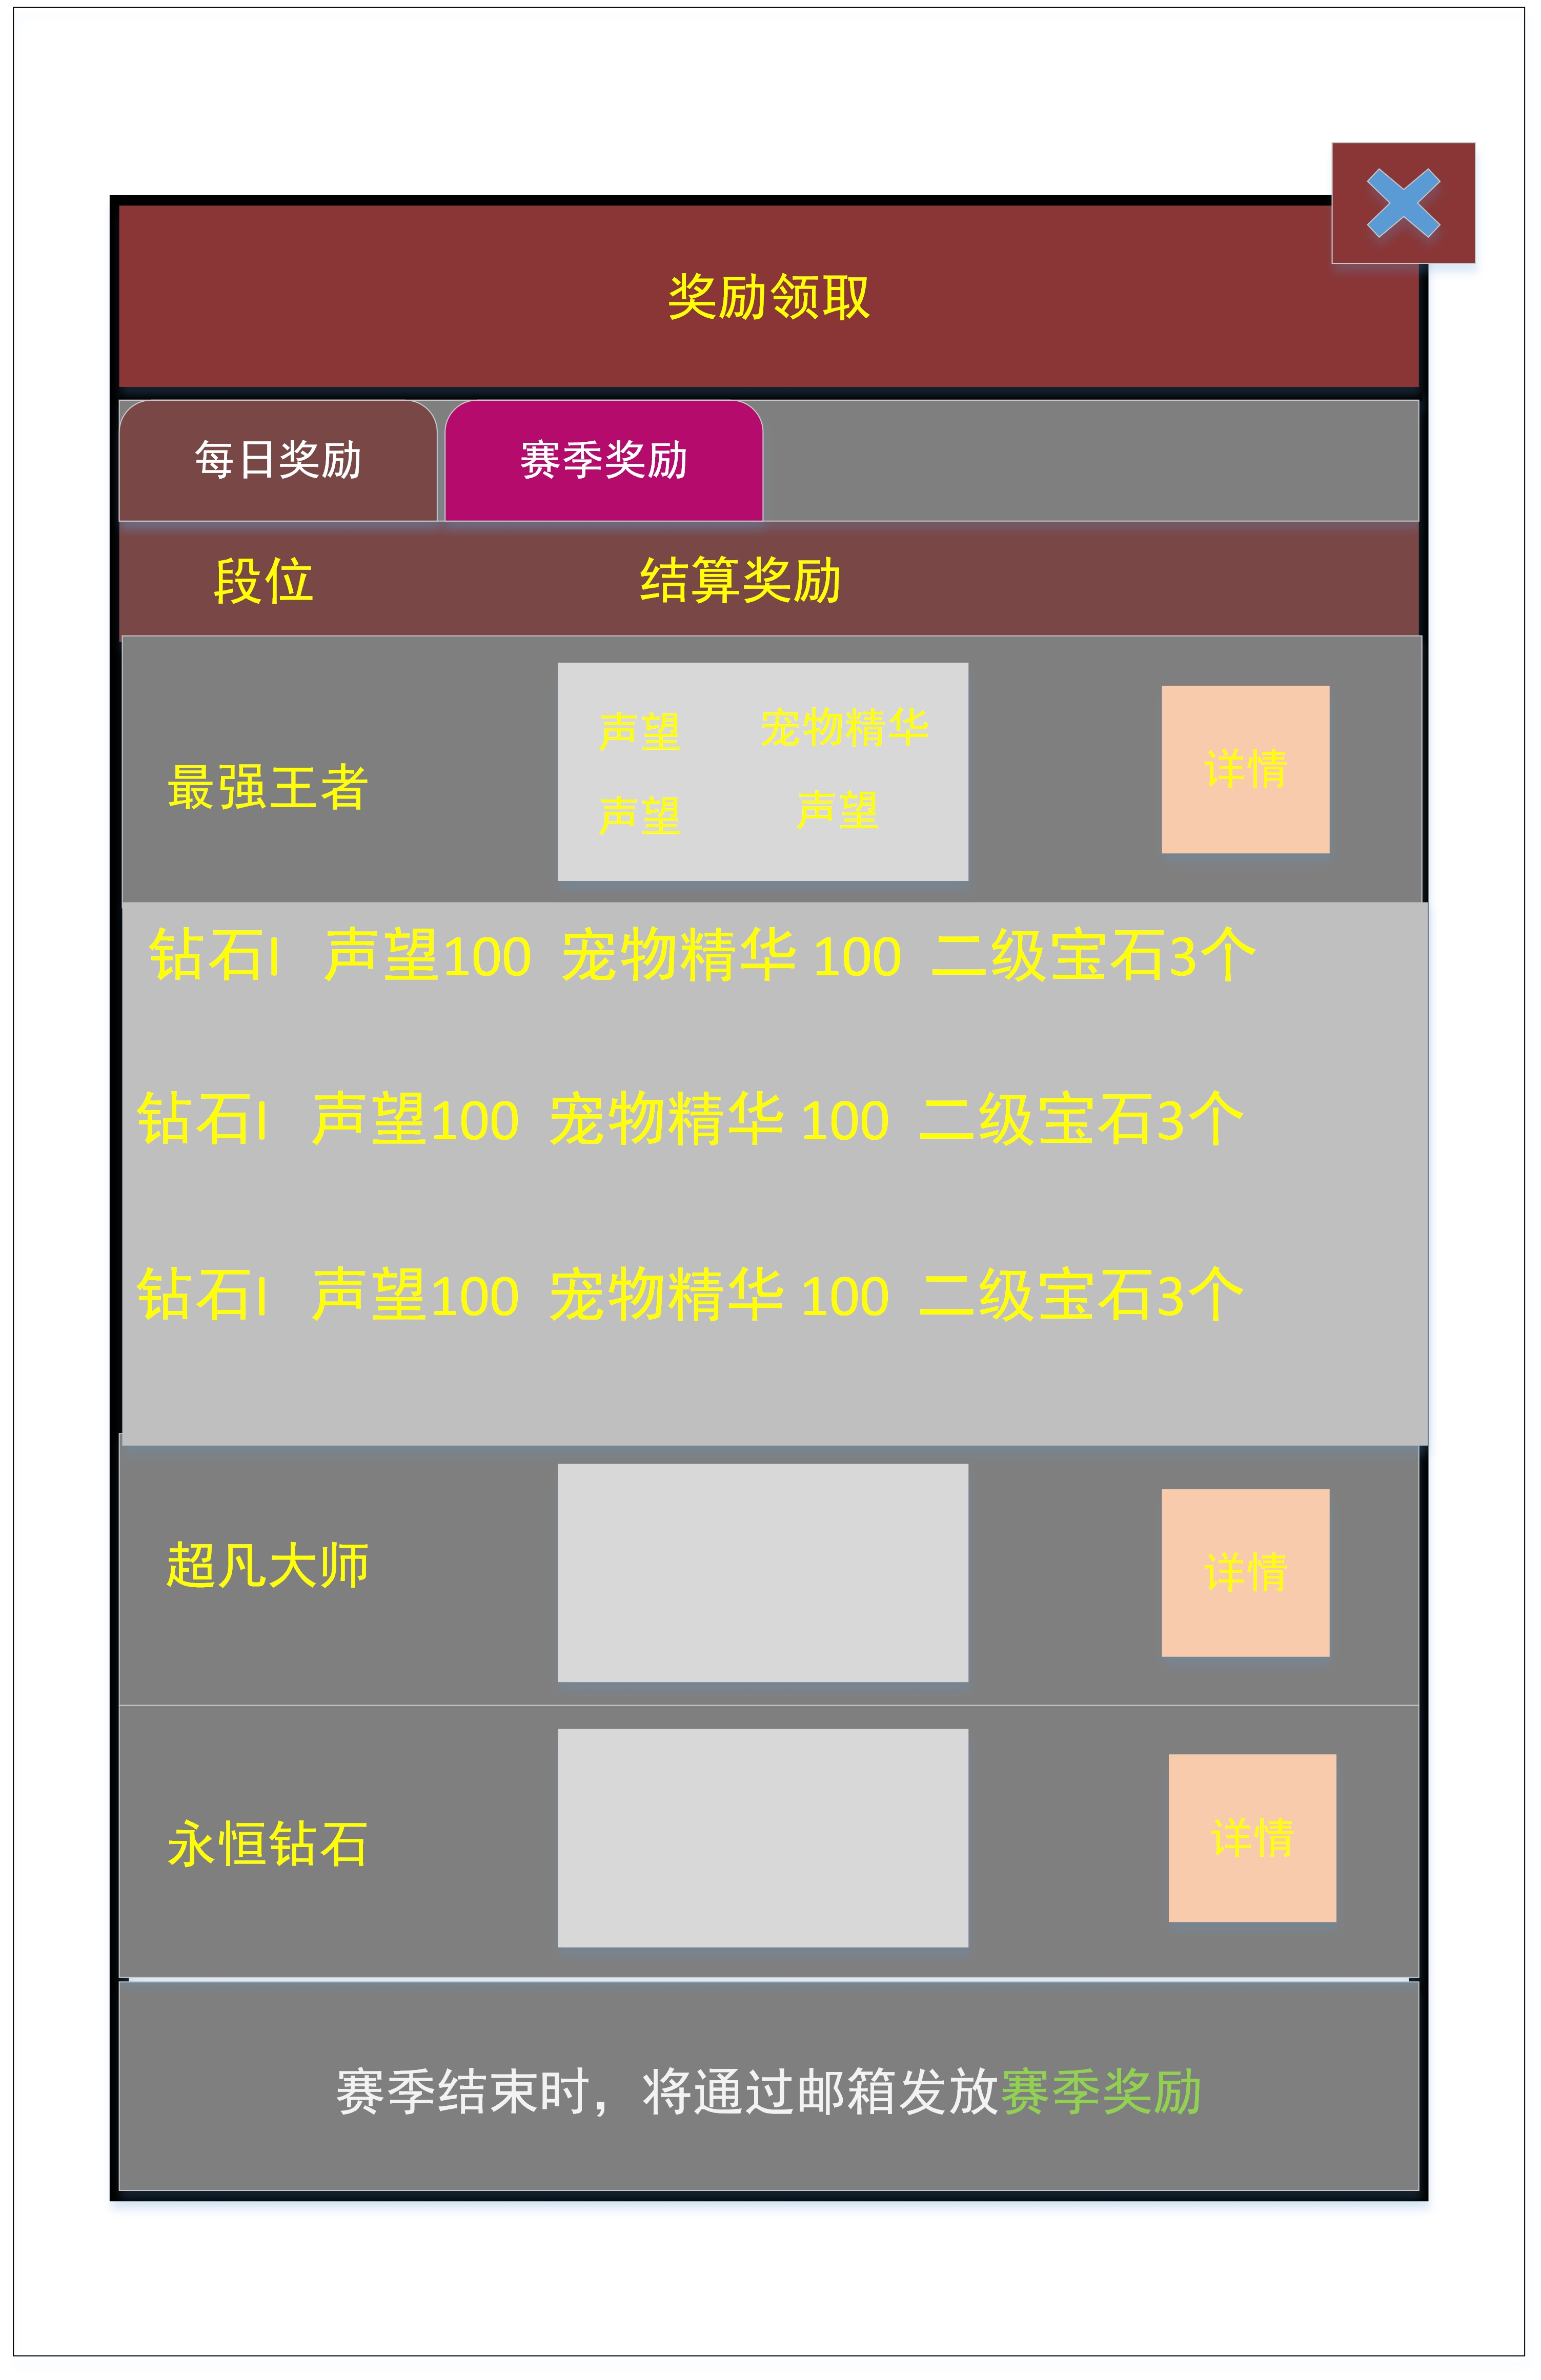 奖励领取
每日奖励 赛季奖励
段位 结算奖励
声望 宠物精华
最强王者 详情
声望 声望
钻石I 声望100 宠物精华 100 二级宝石3个
钻石I 声望100 宠物精华 100 二级宝石3个
钻石I 声望100 宠物精华 100 二级宝石3个
超凡大师 详情
永恒钻石 详情
赛季结束时，将通过邮箱发放赛季奖励